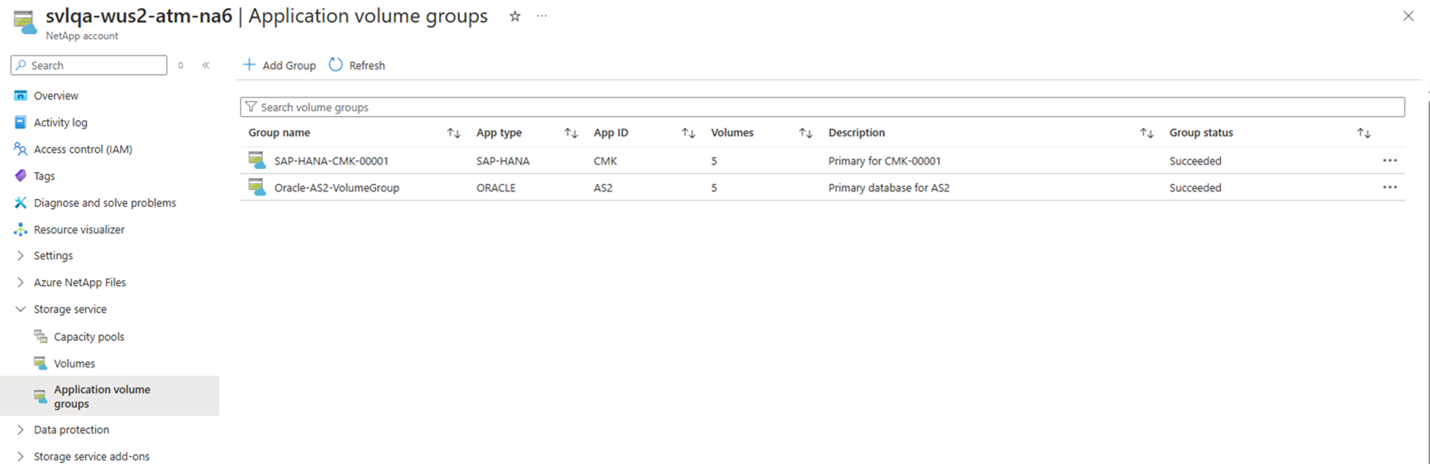 svlqa-wus2-atm-na6 | Application volume groups ☆ ···
NetApp account
Search
Add Group Refresh
Overview
Activity log
Access control (IAM)
Tags
Diagnose and solve problems
Resource visualizer
Settings
Azure NetApp Files
Storage service
Capacity pools
Volumes
Application volume
groups
Data protection
Storage service add-ons
Search volume groups
Group name App type App ID Volumes Description Group status
SAP-HANA-CMK-00001 SAP-HANA CMK 5 Primary for CMK-00001 Succeeded ···
Oracle-AS2-VolumeGroup ORACLE AS2 5 Primary database for AS2 Succeeded ···